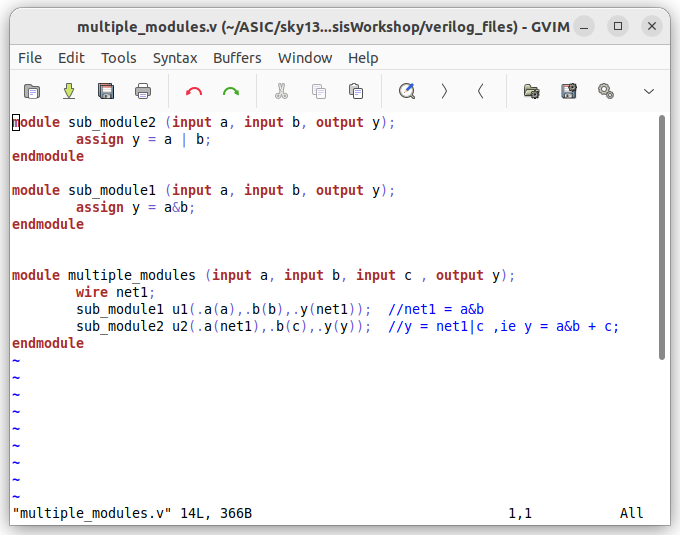 multiple_modules.v (~/ASIC/sky13...sisWorkshop/verilog_files) - GVIM
File Edit Tools Syntax Buffers Window Help
module sub_module2 (input a, input b, output y);
        assign y = a | b;
endmodule
module sub_module1 (input a, input b, output y);
        assign y = a&b;
endmodule
module multiple_modules (input a, input b, input c , output y);
        wire net1;
        sub_module1 u1(.a(a),.b(b),.y(net1));  //net1 = a&b
        sub_module2 u2(.a(net1),.b(c),.y(y));  //y = net1|c ,ie y = a&b + c;
endmodule
~
~
~
~
~
~
~
~
~
"multiple_modules.v" 14L, 366B 1,1 All